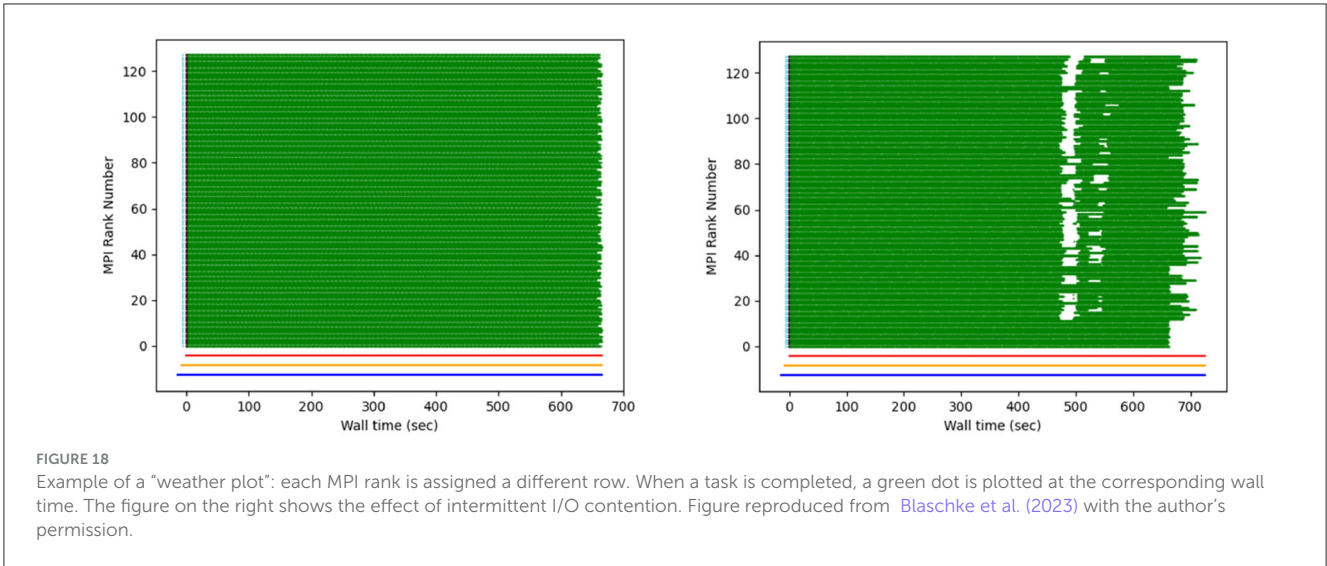 120
100
80
60
40
20
0
MPI Rank Number
0 100 200 300 400 500 600 700
Wall time (sec)
120
100
80
60
40
20
0
MPI Rank Number
0 100 200 300 400 500 600 700
Wall time (sec)
FIGURE 18
Example of a “weather plot”: each MPI rank is assigned a different row. When a task is completed, a green dot is plotted at the corresponding wall
time. The figure on the right shows the effect of intermittent I/O contention. Figure reproduced from Blaschke et al. (2023) with the author’s
permission.